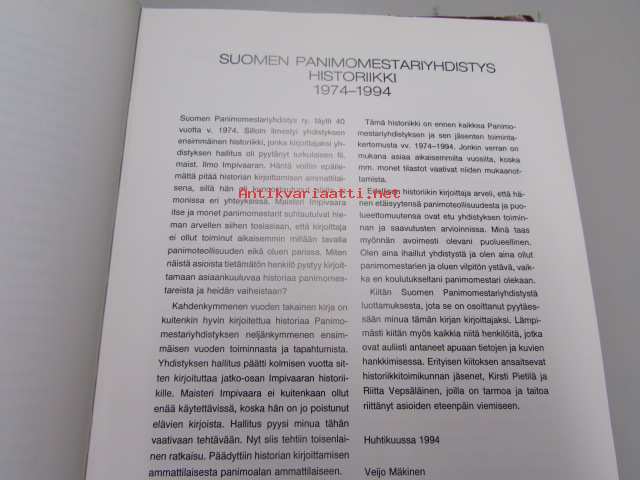 SUOMEN PANIMOMESTARIYHDISTYS
HISTORIIKKI
1974–1994
Suomen Panimomestariyhdistys ry. täytti 40
vuotta v. 1974. Silloin ilmestyi yhdistyksen
ensimmäinen historiikki, jonka kirjoittajaksi yh-
distyksen hallitus oli pyytänyt turkulaisen fil.
maist. Ilmo Impivaaran. Häntä voitiin epäile-
mättä pitää historian kirjoittamisen ammattilai-
sena, sillä hän oli kunnostautunut
monissa eri yhteyksissä. Maisteri Impivaara
itse ja monet panimomestarit suhtautuivat hie-
man arvellen siihen tosiasiaan, että kirjoittaja
ei ollut toiminut aikaisemmin millään tavalla
panimoteollisuuden eikä oluen parissa. Miten
näistä asioista tietämätön henkilö pystyy kirjoit-
tamaan asiaankuuluvaa historiaa panimomes-
tareista ja heidän vaiheistaan?
Kahdenkymmenen vuoden takainen kirja on
kuitenkin hyvin kirjoitettua historiaa Panimo-
mestariyhdistyksen neljänkymmenen ensim-
mäisen vuoden toiminnasta ja tapahtumista.
Yhdistyksen hallitus päätti kolmisen vuotta sit-
ten kirjoituttaa jatko-osan Impivaaran historii-
kille. Maisteri Impivaara ei kuitenkaan ollut
enää käytettävissä, koska hän on jo poistunut
elävien kirjoista. Hallitus pyysi minua tähän
vaativaan tehtävään. Nyt siis tehtiin toisenlai-
nen ratkaisu. Päädyttiin historian kirjoittamisen
ammattilaisesta panimoalan ammattilaiseen.
Tämä historiikki on ennen kaikkea Panimo-
mestariyhdistyksen ja sen jäsenten toiminta-
kertomusta vv. 1974–1994. Jonkin verran on
mukana asiaa aikaisemmilta vuosilta, koska
mm. monet tilastot vaativat niiden mukaanot-
tamista.
Edellisen historiikin kirjoittaja arveli, että hä-
nen etäisyytensä panimoteollisuudesta ja puo-
lueettomuutensa ovat etu yhdistyksen toimin-
nan ja saavutusten arvioinnissa. Minä taas
myönnän avoimesti olevani puolueellinen.
Olen aina ihaillut yhdistystä ja olen aina ollut
panimomestarien ja oluen vilpitön ystävä, vaik-
ka en koulutukseltani panimomestari olekaan.
Kiitän Suomen Panimomestariyhdistystä
luottamuksesta, jota se on osoittanut pyytäes-
sään minua tämän kirjan kirjoittajaksi. Lämpi-
mästi kiitän myös kaikkia niitä henkilöitä, jotka
ovat auliisti antaneet apuaan tietojen ja kuvien
hankkimisessa. Erityisen kiitoksen ansaitsevat
historiikkitoimikunnan jäsenet, Kirsti Pietilä ja
Riitta Vepsäläinen, joilla on tarmoa ja taitoa
riittänyt asioiden eteenpäin viemiseen.
Huhtikuussa 1994
Veijo Mäkinen
Antikvariaatti.net